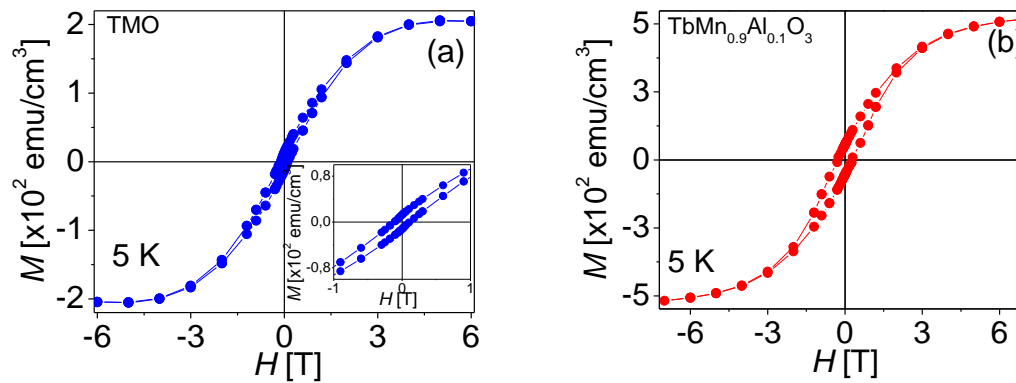 TMO
(a)
M [x10² emu/cm³]
2
1
0
-1
-2
5 K
-6
-3
0
3
6
H [T]
M [x10² emu/cm³]
0,8
0,0
-0,8
-1
0
1
H [T]
TbMn₀.₉Al₀.₁O₃
(b)
M [x10² emu/cm³]
5
3
0
-3
-5
5 K
-6
-3
0
3
6
H [T]